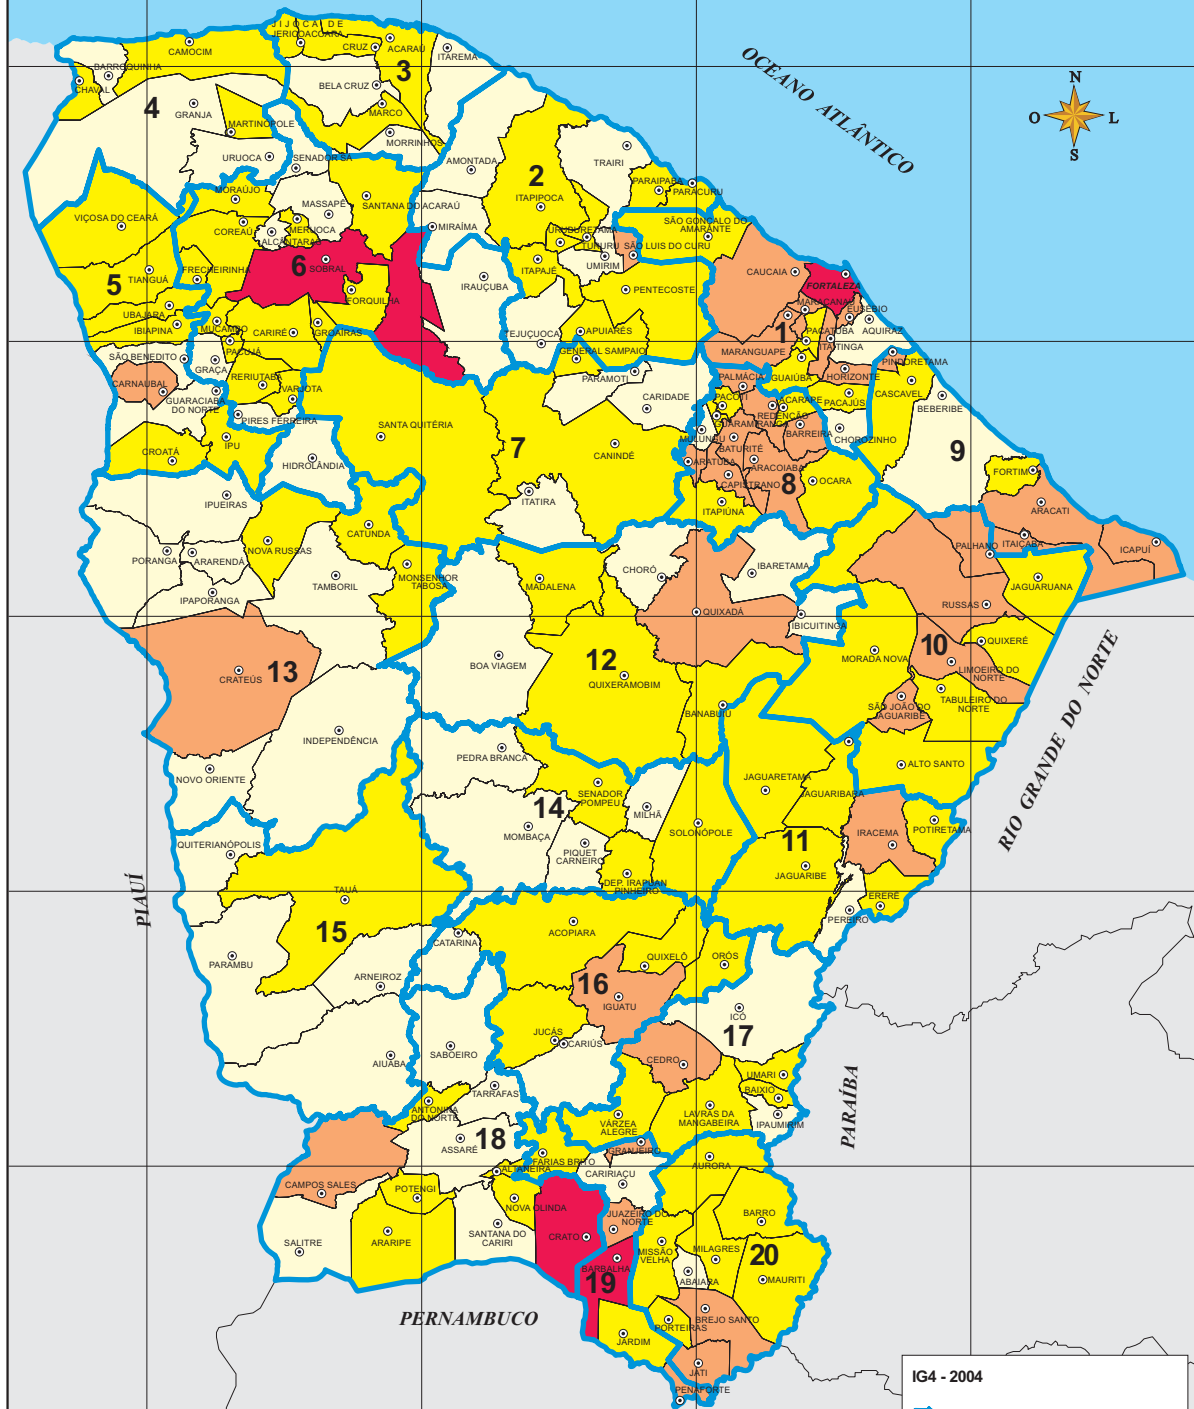 JIJOCA DE
JERICOACOARA
CAMOCIM
CRUZ
ACARAÚ
ITAREMA
BARROQUINHA
CHAVAL
BELA CRUZ
3
4
GRANJA
MARCO
MARTINÓPOLE
MORRINHOS
URUOCA
SENADOR SÁ
AMONTADA
TRAIRI
OCEANO ATLÂNTICO
N
O
L
S
2
ITAPIPOCA
PARAIPABA
PARACURU
MORAÚJO
SANTANA DO ACARAÚ
MASSAPÊ
VIÇOSA DO CEARÁ
COREAÚ
MERUOCA
ALCÂNTARAS
MIRAÍMA
SÃO GONÇALO DO
AMARANTE
URUBURETAMA
TURURU
SÃO LUIS DO CURU
UMIRIM
5
TIANGUÁ
FRECHEIRINHA
6
SOBRAL
FORQUILHA
IRAUÇUBA
ITAPAJÉ
PENTECOSTE
CAUCAIA
FORTALEZA
UBAJARA
IBIAPINA
MUCAMBO
CARIRÉ
GROAÍRAS
PACUJÁ
TEJUÇUOCA
APUIARÉS
GENERAL SAMPAIO
MARACANAÚ
EUSÉBIO
1
PACATUBA
AQUIRAZ
ITAITINGA
MARANGUAPE
SÃO BENEDITO
GRAÇA
CARNAUBAL
RERIUTABA
VARJOTA
GUARACIABA
DO NORTE
PIRES FERREIRA
PARAMOTI
CARIDADE
PALMÁCIA
GUAIÚBA
HORIZONTE
PINDORETAMA
PACOTI
ACARAPE
PACAJÚS
CASCAVEL
REDENÇÃO
GUARAMIRANGA
BEBERIBE
MULUNGU
BATURITÉ
BARREIRA
CHOROZINHO
CROATÁ
IPU
SANTA QUITÉRIA
7
CANINDÉ
HIDROLÂNDIA
ARATUBA
ARACOIABA
CAPISTRANO
8
OCARA
9
FORTIM
IPUEIRAS
ITATIRA
ITAPIÚNA
ARACATI
CATUNDA
NOVA RUSSAS
ITAIÇABA
PALHANO
ICAPUÍ
PORANGA
ARARENDÁ
IPAPORANGA
TAMBORIL
MONSENHOR
TABOSA
MADALENA
CHORÓ
IBARETAMA
JAGUARUANA
QUIXADÁ
RUSSAS
IBICUITINGA
QUIXERÉ
BOA VIAGEM
12
QUIXERAMOBIM
MORADA NOVA
10
LIMOEIRO DO
NORTE
CRATEÚS
13
TABULEIRO DO
NORTE
SÃO JOÃO DO
JAGUARIBE
BANABUIÚ
INDEPENDÊNCIA
PEDRA BRANCA
NOVO ORIENTE
SENADOR
POMPEU
JAGUARETAMA
ALTO SANTO
RIO GRANDE DO NORTE
JAGUARIBARA
14
MILHÃ
MOMBAÇA
SOLONÓPOLE
IRACEMA
POTIRETAMA
QUITERIANÓPOLIS
PIQUET
CARNEIRO
11
JAGUARIBE
DEP. IRAPUAN
PINHEIRO
PIAUÍ
TAUÁ
ERERÊ
PEREIRO
ACOPIARA
15
CATARINA
PARAMBU
QUIXELÔ
ORÓS
ARNEIROZ
16
IGUATU
ICÓ
17
JUCÁS
CARIÚS
SABOEIRO
AIUABA
CEDRO
UMARI
BAIXIO
TARRAFAS
PARAÍBA
ANTONINA
DO NORTE
VÁRZEA
ALEGRE
LAVRAS DA
MANGABEIRA
IPAUMIRIM
18
ASSARÉ
GRANJEIRO
FARIAS BRITO
ALTANEIRA
AURORA
CARIRIAÇU
CAMPOS SALES
POTENGI
NOVA OLINDA
JUAZEIRO DO
NORTE
BARRO
SANTANA DO
CARIRI
CRATO
SALITRE
ARARIPE
MISSÃO
VELHA
MILAGRES
20
BARBALHA
ABAIARA
MAURITI
19
PERNAMBUCO
BREJO SANTO
PORTEIRAS
JARDIM
JATI
PENAFORTE
IG4 - 2004